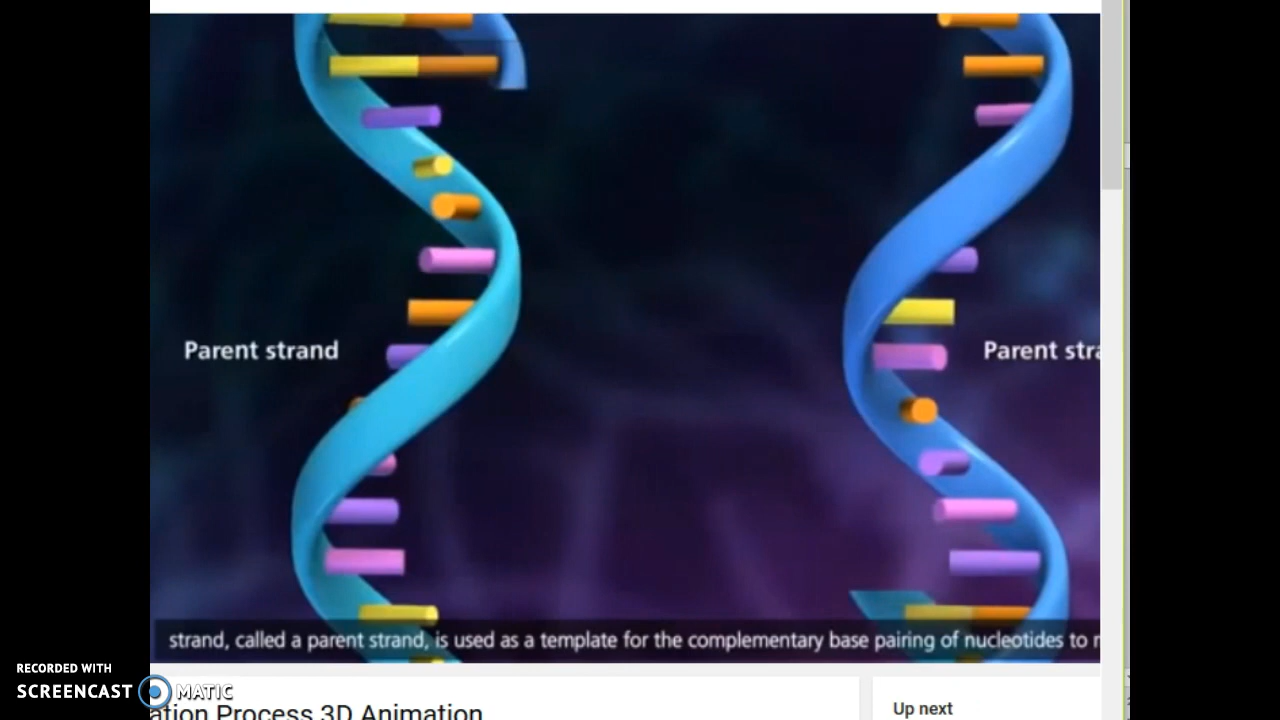 Parent strand
Parent stra
strand, called a parent strand, is used as a template for the complementary base pairing of nucleotides to
RECORDED WITH
SCREENCAST MATIC
ation Process 3D Animation
Up next